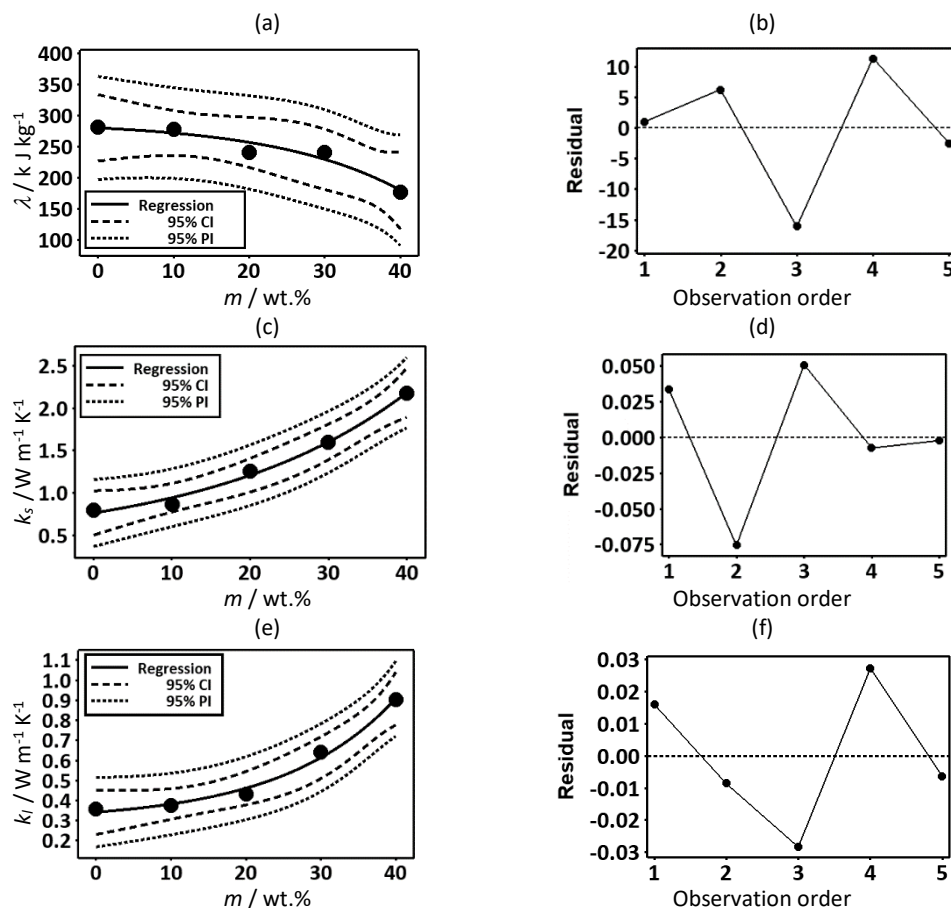 (a)
400
350
300
250
200
150
100
λ / k J kg⁻¹
Regression
95% CI
95% PI
0 10 20 30 40
m / wt.%
(b)
10
5
0
-5
-10
-15
-20
Residual
1 2 3 4 5
Observation order
(c)
2.5
2.0
1.5
1.0
0.5
kₛ / W m⁻¹ K⁻¹
Regression
95% CI
95% PI
0 10 20 30 40
m / wt.%
(d)
0.050
0.025
0.000
-0.025
-0.050
-0.075
Residual
1 2 3 4 5
Observation order
(e)
1.1
1.0
0.9
0.8
0.7
0.6
0.5
0.4
0.3
0.2
kₗ / W m⁻¹ K⁻¹
Regression
95% CI
95% PI
0 10 20 30 40
m / wt.%
(f)
0.03
0.02
0.01
0.00
-0.01
-0.02
-0.03
Residual
1 2 3 4 5
Observation order